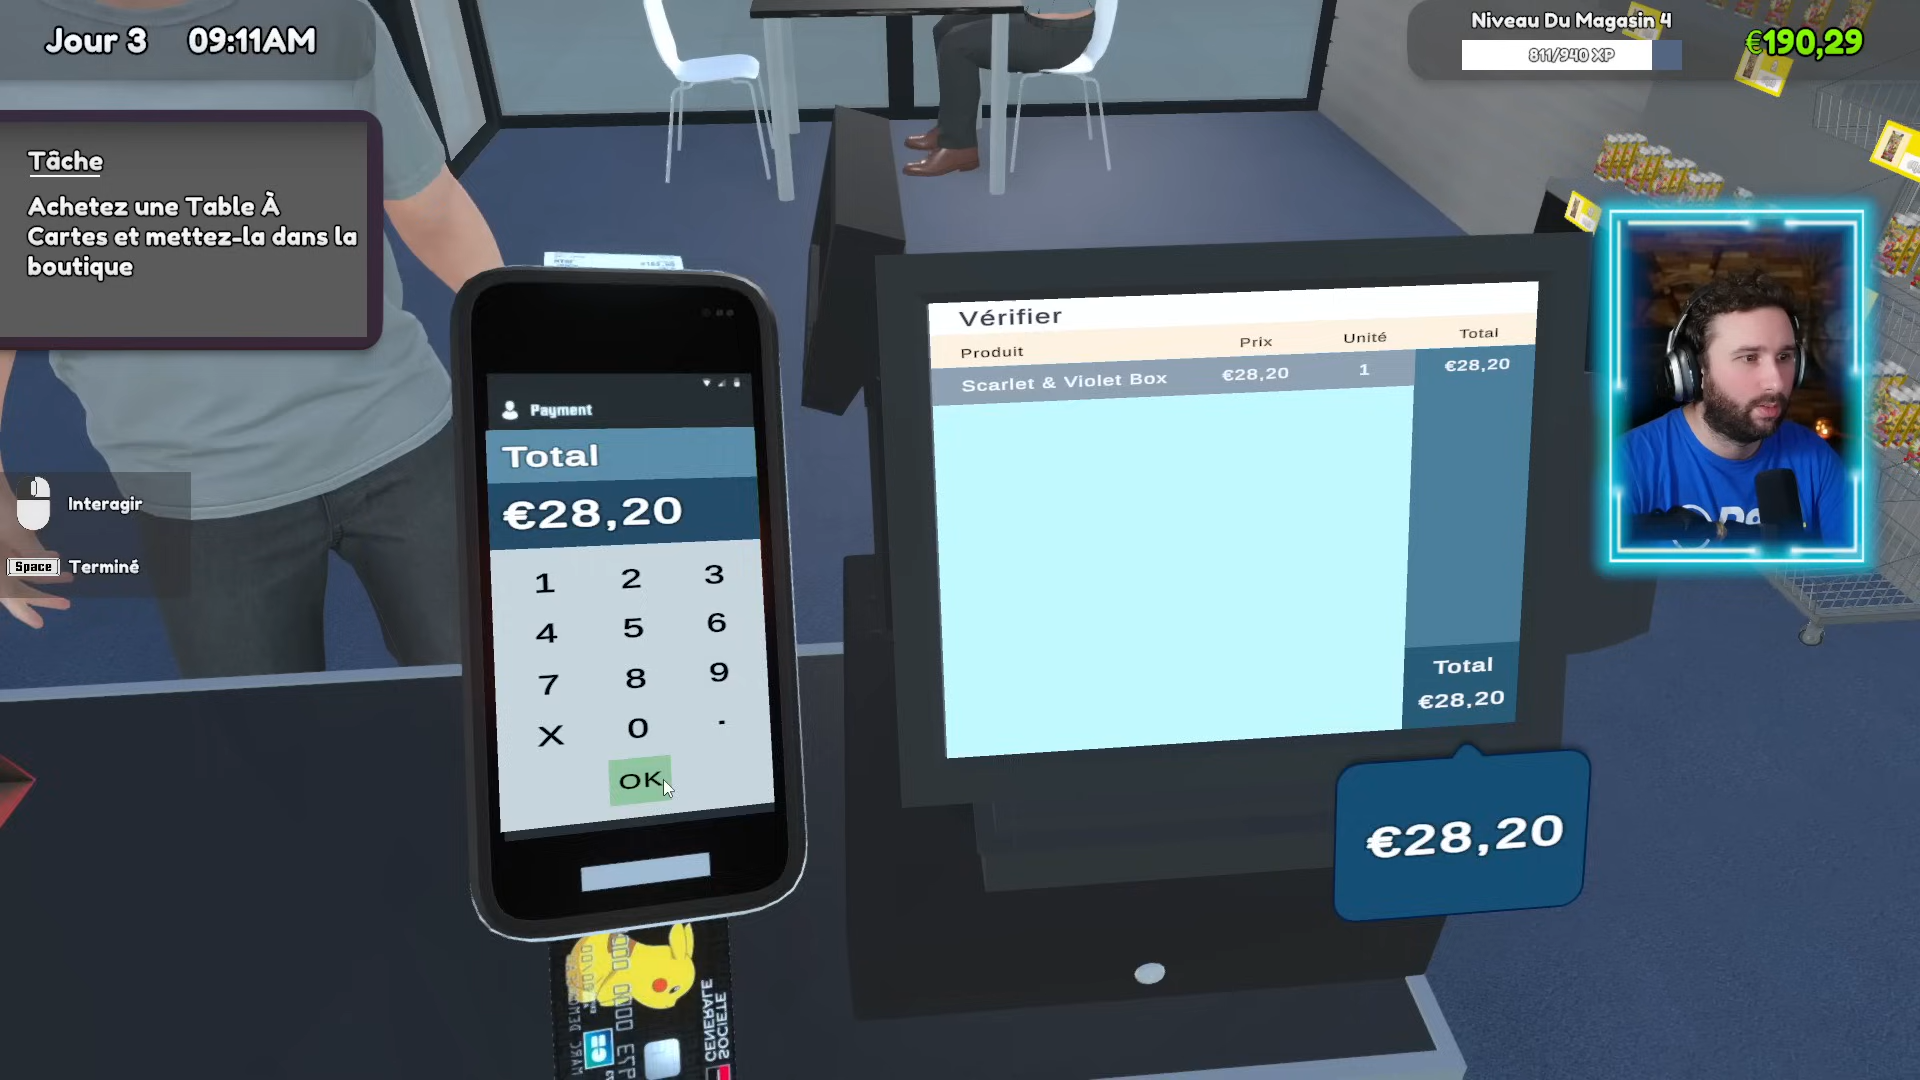 Jour 3 09:11AM
Niveau Du Magasin 4
811/940 XP
€190,29
Tâche
Achetez une Table À
Cartes et mettez-la dans la
boutique
Interagir
Space Terminé
Payment
Total
€28,20
1 2 3
4 5 6
7 8 9
X 0 .
OK
Vérifier
Produit Prix Unité Total
Scarlet & Violet Box €28,20 1 €28,20
Total
€28,20
€28,20
SOCIETE
GENERALE
CB